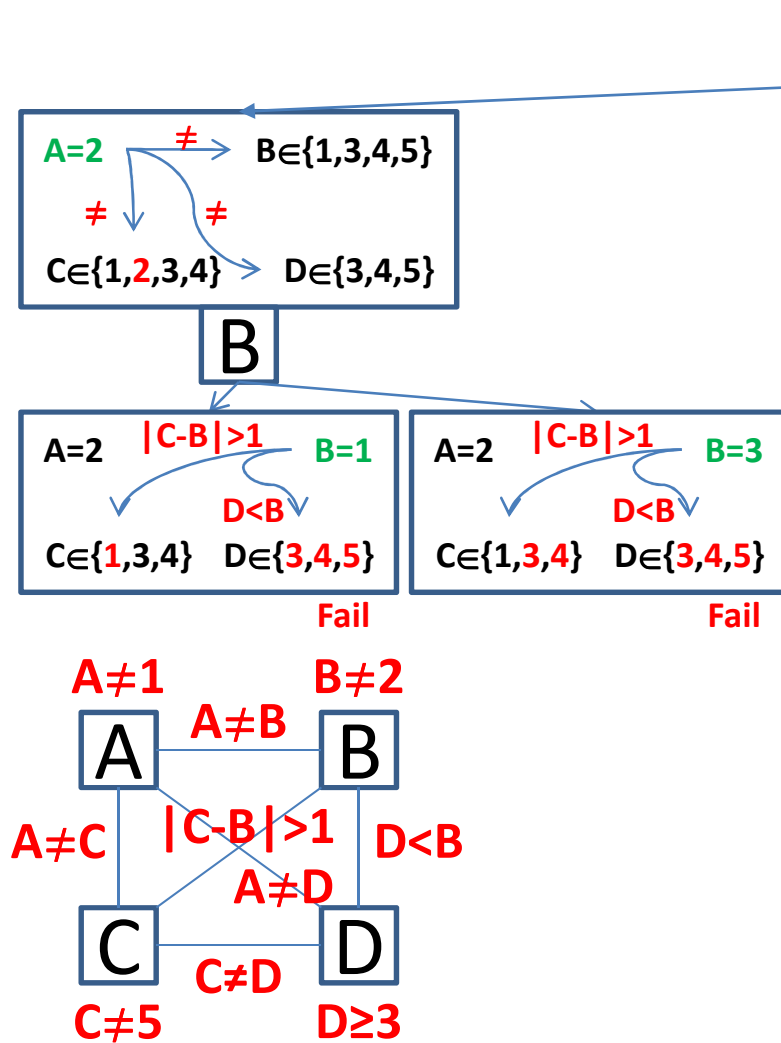 ≠
A=2 B∈{1,3,4,5}
≠ ≠
C∈{1,2,3,4} D∈{3,4,5}
B
A=2 |C-B|>1 B=1
D<B
C∈{1,3,4} D∈{3,4,5}
Fail
A=2 |C-B|>1 B=3
D<B
C∈{1,3,4} D∈{3,4,5}
Fail
A≠1 B≠2
A≠B
A B
A≠C |C-B|>1 D<B
A≠D
C D
C≠D
C≠5 D≥3